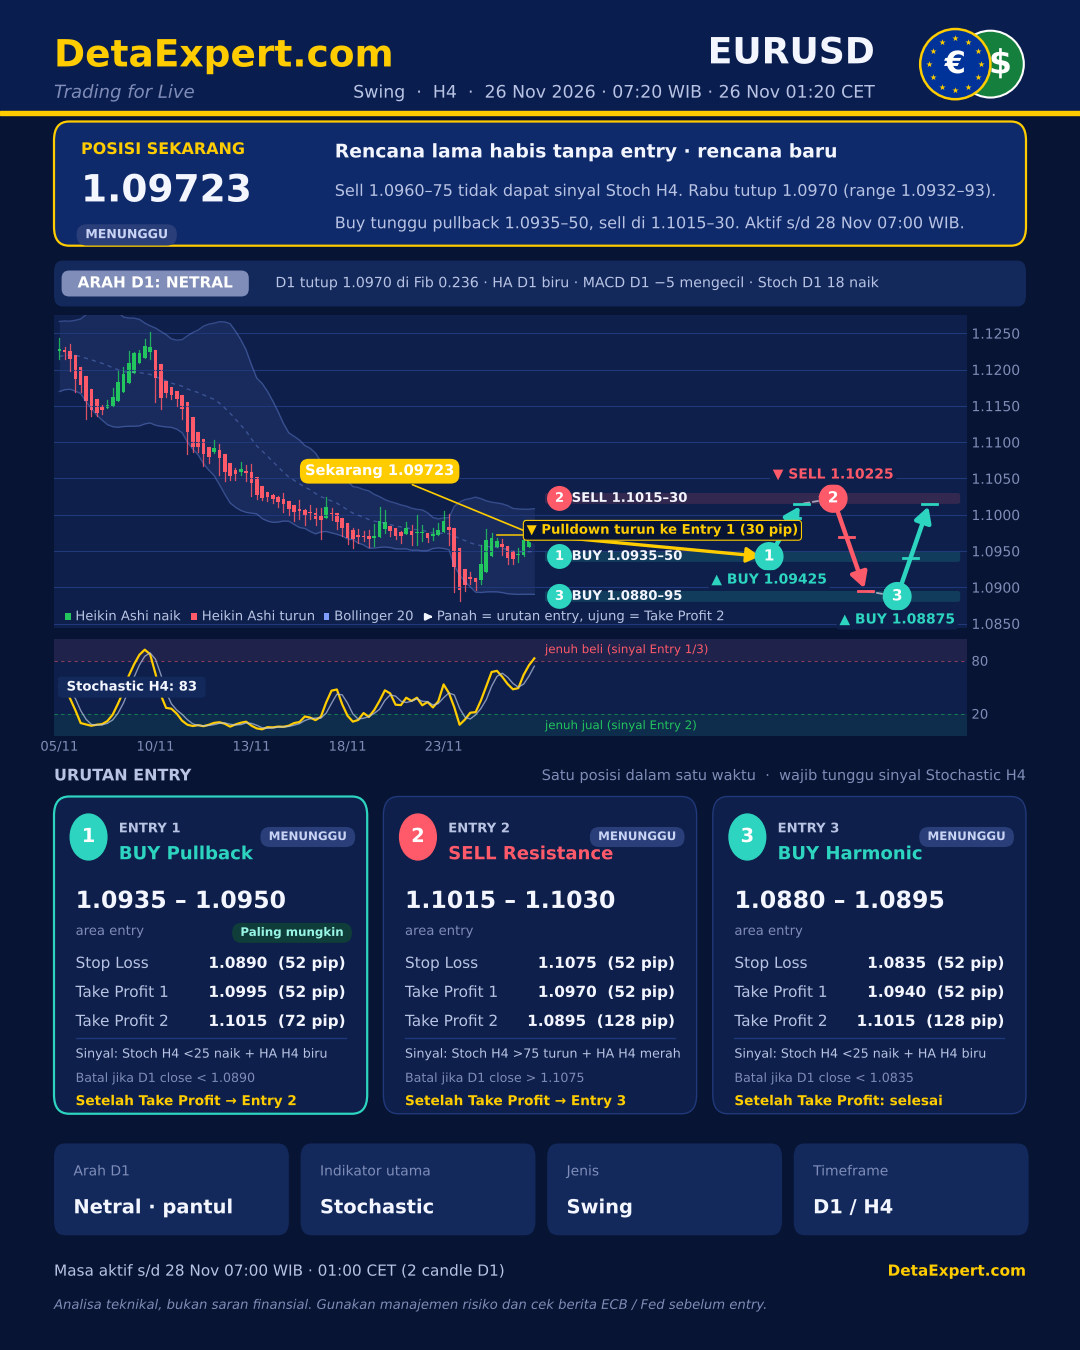 DetaExpert.com
Trading for Live
EURUSD
Swing · H4 · 26 Nov 2026 · 07:20 WIB · 26 Nov 01:20 CET
€ $
POSISI SEKARANG
1.09723
MENUNGGU
Rencana lama habis tanpa entry · rencana baru
Sell 1.0960–75 tidak dapat sinyal Stoch H4. Rabu tutup 1.0970 (range 1.0932–93).
Buy tunggu pullback 1.0935–50, sell di 1.1015–30. Aktif s/d 28 Nov 07:00 WIB.
ARAH D1: NETRAL
D1 tutup 1.0970 di Fib 0.236 · HA D1 biru · MACD D1 −5 mengecil · Stoch D1 18 naik
1.1250
1.1200
1.1150
1.1100
1.1050
1.1000
1.0950
1.0900
1.0850
Sekarang 1.09723
▼ SELL 1.10225
2 SELL 1.1015–30
2
▼ Pulldown turun ke Entry 1 (30 pip)
1 BUY 1.0935–50
1
▲ BUY 1.09425
3 BUY 1.0880–95
3
▲ BUY 1.08875
Heikin Ashi naik
Heikin Ashi turun
Bollinger 20
Panah = urutan entry, ujung = Take Profit 2
jenuh beli (sinyal Entry 1/3)
80
Stochastic H4: 83
20
jenuh jual (sinyal Entry 2)
05/11 10/11 13/11 18/11 23/11
URUTAN ENTRY
Satu posisi dalam satu waktu · wajib tunggu sinyal Stochastic H4
1
ENTRY 1
MENUNGGU
BUY Pullback
1.0935 – 1.0950
area entry
Paling mungkin
Stop Loss 1.0890 (52 pip)
Take Profit 1 1.0995 (52 pip)
Take Profit 2 1.1015 (72 pip)
Sinyal: Stoch H4 <25 naik + HA H4 biru
Batal jika D1 close < 1.0890
Setelah Take Profit → Entry 2
2
ENTRY 2
MENUNGGU
SELL Resistance
1.1015 – 1.1030
area entry
Stop Loss 1.1075 (52 pip)
Take Profit 1 1.0970 (52 pip)
Take Profit 2 1.0895 (128 pip)
Sinyal: Stoch H4 >75 turun + HA H4 merah
Batal jika D1 close > 1.1075
Setelah Take Profit → Entry 3
3
ENTRY 3
MENUNGGU
BUY Harmonic
1.0880 – 1.0895
area entry
Stop Loss 1.0835 (52 pip)
Take Profit 1 1.0940 (52 pip)
Take Profit 2 1.1015 (128 pip)
Sinyal: Stoch H4 <25 naik + HA H4 biru
Batal jika D1 close < 1.0835
Setelah Take Profit: selesai
Arah D1
Netral · pantul
Indikator utama
Stochastic
Jenis
Swing
Timeframe
D1 / H4
Masa aktif s/d 28 Nov 07:00 WIB · 01:00 CET (2 candle D1)
DetaExpert.com
Analisa teknikal, bukan saran finansial. Gunakan manajemen risiko dan cek berita ECB / Fed sebelum entry.